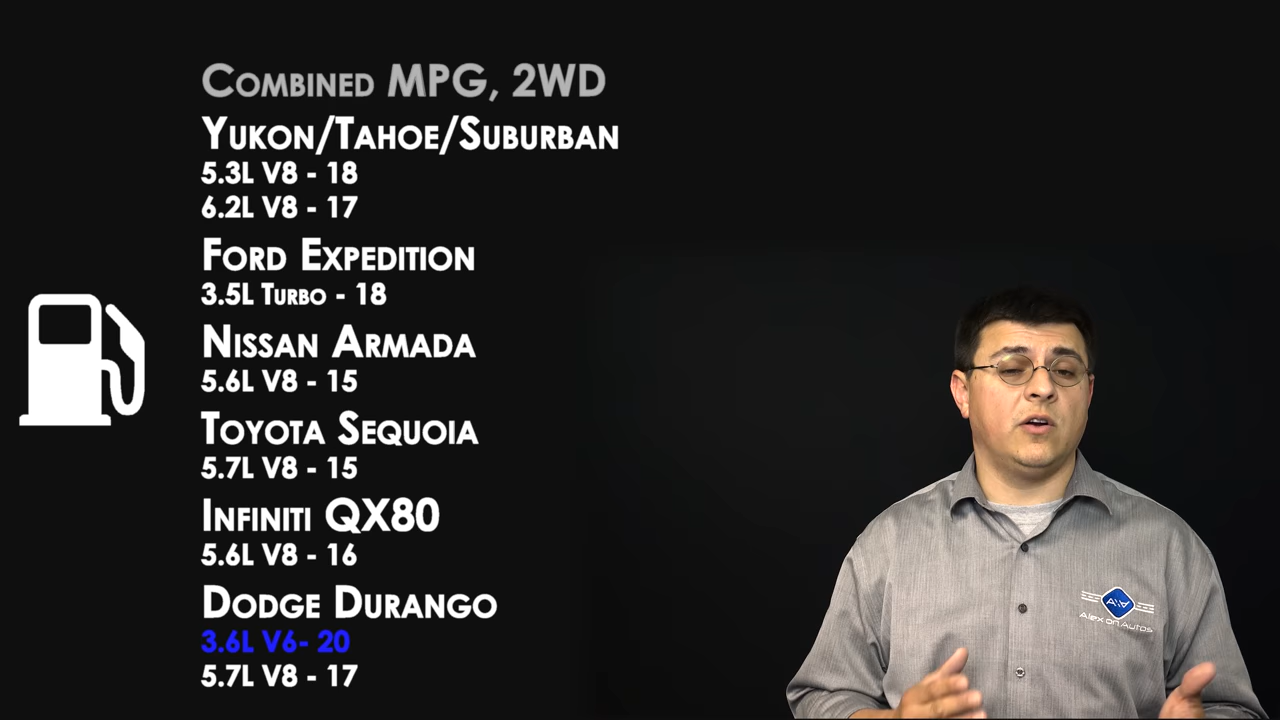 Combined MPG, 2WD
Yukon/Tahoe/Suburban
5.3L V8 - 18
6.2L V8 - 17
Ford Expedition
3.5L Turbo - 18
Nissan Armada
5.6L V8 - 15
Toyota Sequoia
5.7L V8 - 15
Infiniti QX80
5.6L V8 - 16
Dodge Durango
3.6L V6- 20
5.7L V8 - 17
Alex on Autos